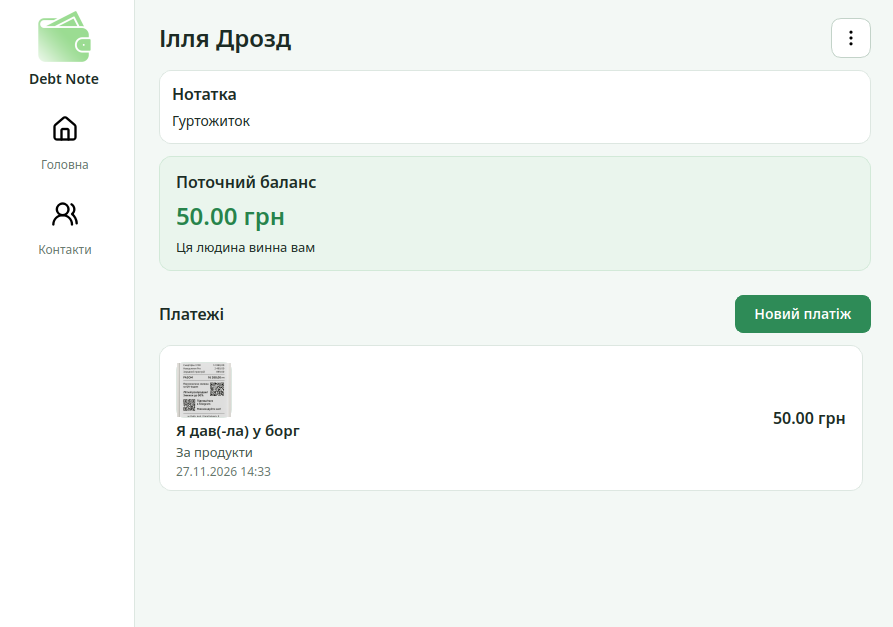 Debt Note
Головна
Контакти
Ілля Дрозд
Нотатка
Гуртожиток
Поточний баланс
50.00 грн
Ця людина винна вам
Платежі
Новий платіж
Я дав(-ла) у борг
За продукти
27.11.2026 14:33
50.00 грн